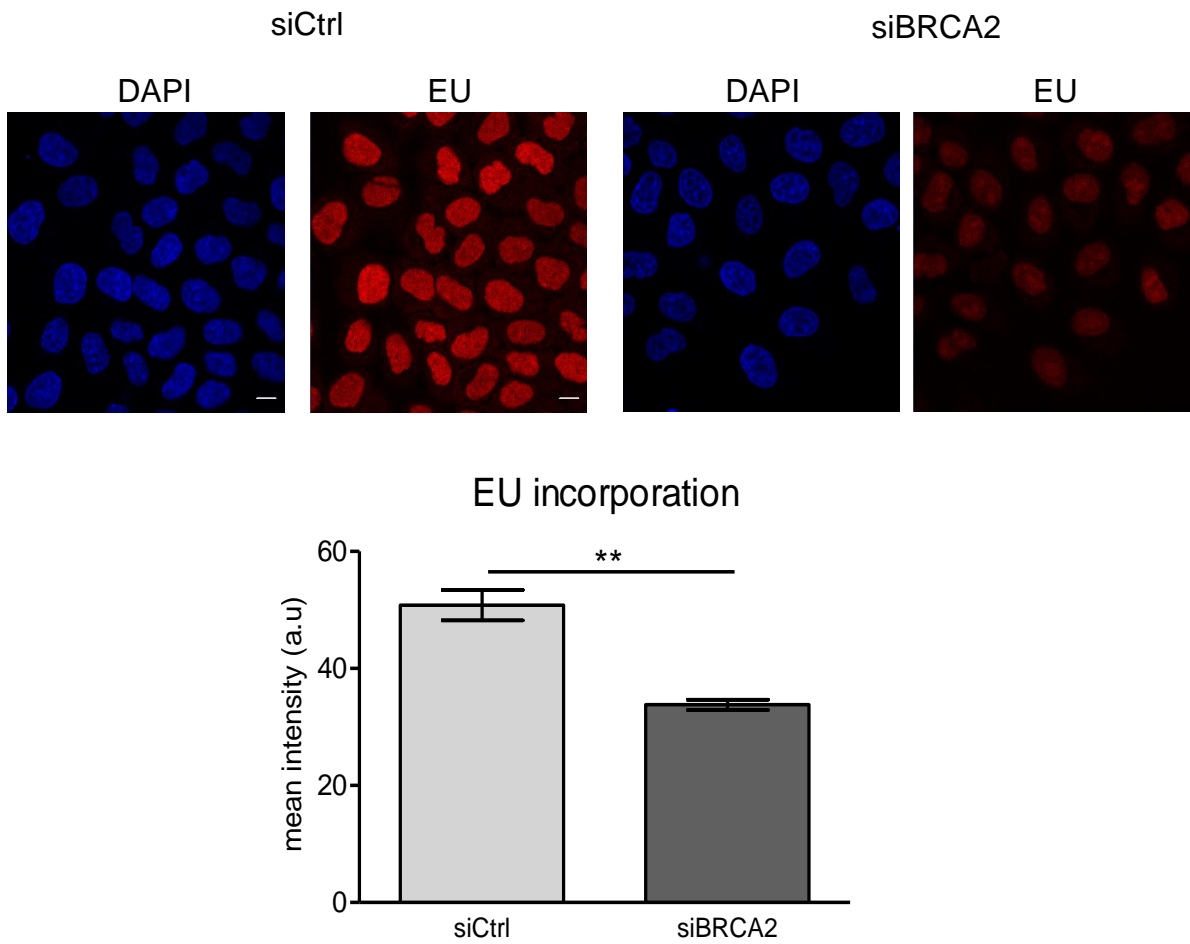 siCtrl
siBRCA2
DAPI
EU
DAPI
EU
EU incorporation
60
**
40
20
0
mean intensity (a.u)
siCtrl
siBRCA2